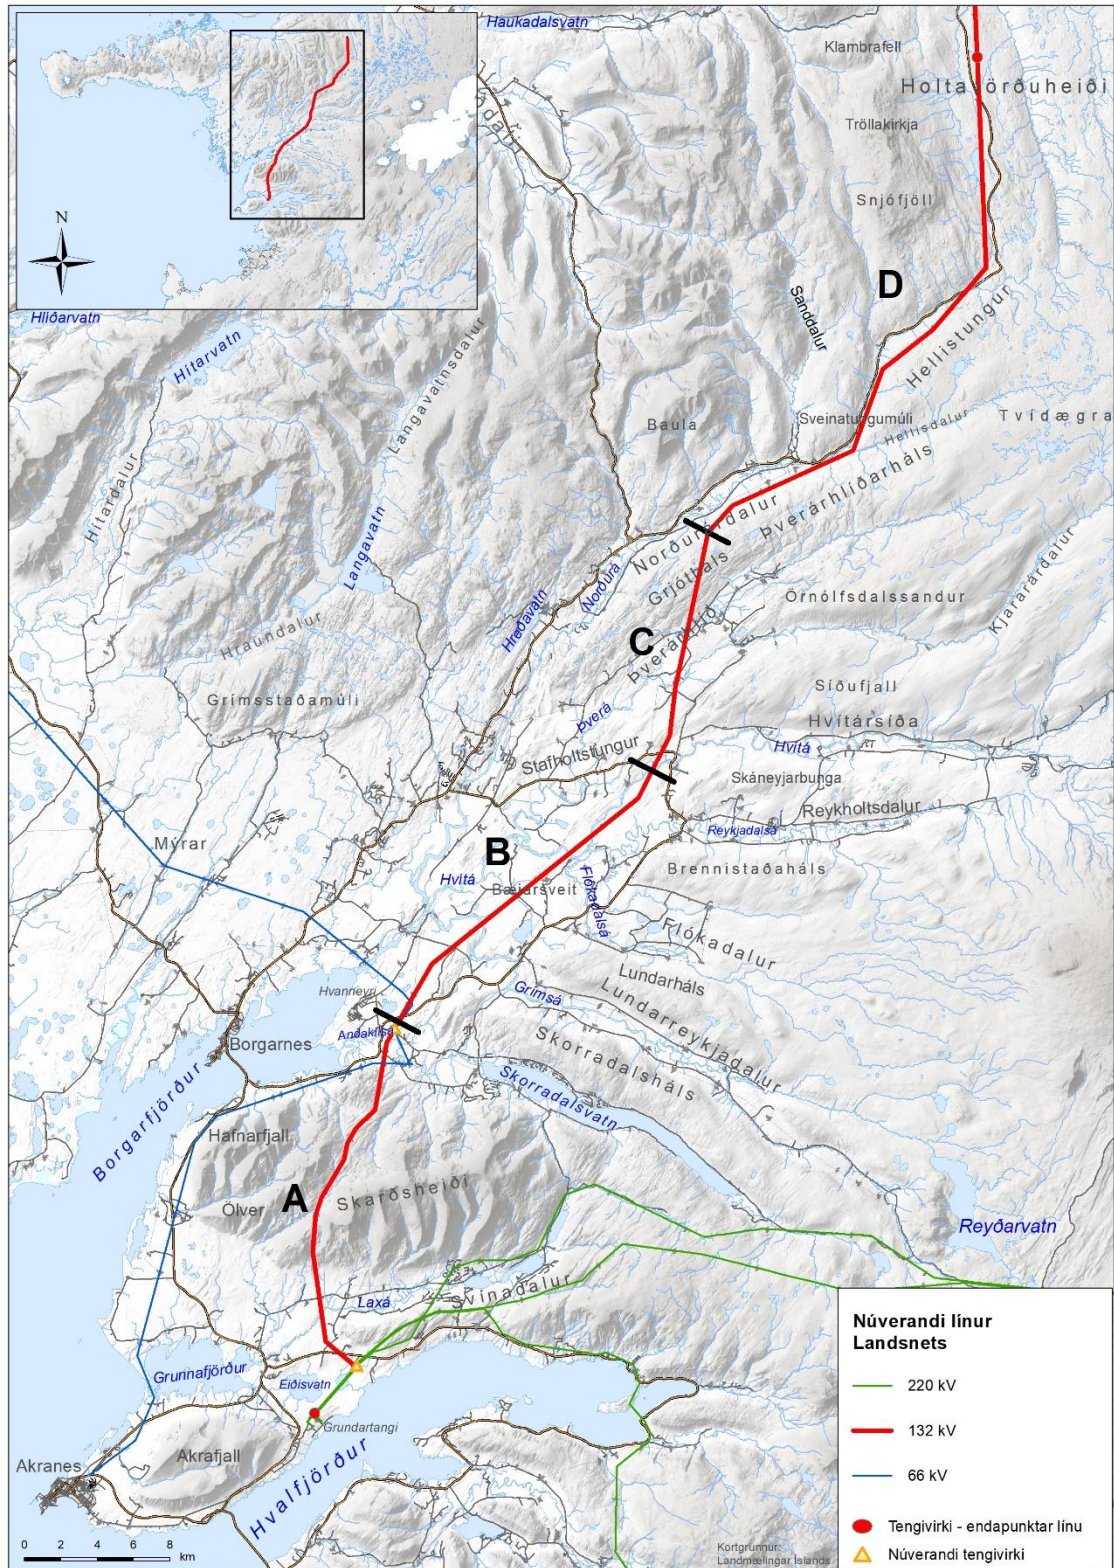 Haukadalsvatn
Klambrafell
Holtavörðuheiði
Tröllakirkja
Snjófjöll
N
D
Sanddalur
Hlíðarvatn
Hítarvatn
Langavatnsdalur
Hellistungur
Baula
Sveinatungumúli
Hellisdalur
Tvídægra
Hítardalur
Norðurárdalur
Þverárhlíðarháls
Langavatn
Grjótháls
Norðurá
Örnólfsdalssandur
Kjararárdalur
Hreðavatn
C
Þverárhlíð
Hraundalur
Síðufjall
Grímsstaðamúli
Hvítársíða
Þverá
Hvítá
Stafholtstungur
Skáneyjarbunga
Reykholtsdalur
Reykjadalsá
Mýrar
B
Brennistaðaháls
Hvítá
Bæjarsveit
Flókadalsá
Flókadalur
Lundarháls
Hvanneyri
Grímsá
Lundarreykjadalur
Andakílsá
Borgarnes
Skorradalsháls
Skorradalsvatn
Borgarfjörður
Hafnarfjall
A
Skarðsheiði
Ölver
Reyðarvatn
Svínadalur
Laxá
Grunnafjörður
Eiðisvatn
Grundartangi
Akrafjall
Akranes
Hvalfjörður
Núverandi línur
Landsnets
220 kV
132 kV
66 kV
Tengivirki - endapunktar línu
Núverandi tengivirki
0 2 4 6 8
km
Kortgrunnur:
Landmælingar Íslands